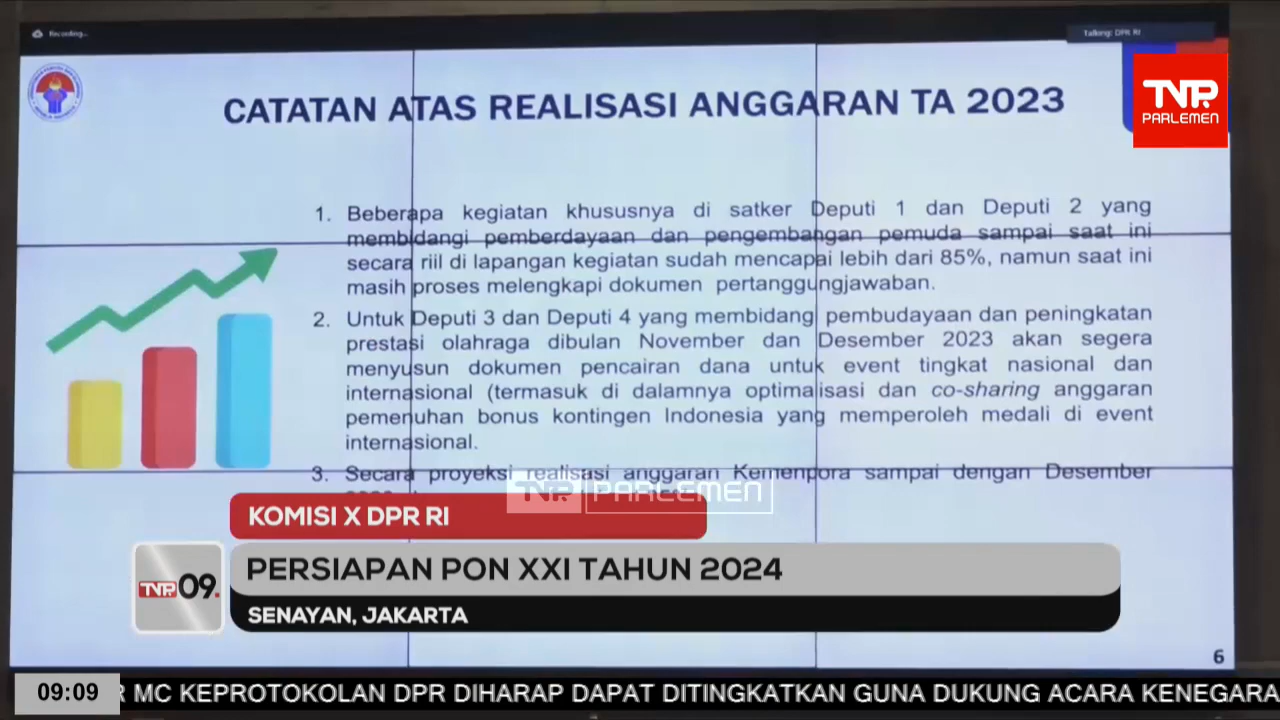 Recording...
Talking: DPR RI
TVP.
PARLEMEN
CATATAN ATAS REALISASI ANGGARAN TA 2023
1. Beberapa kegiatan khususnya di satker Deputi 1 dan Deputi 2 yang
membidangi pemberdayaan dan pengembangan pemuda sampai saat ini
secara riil di lapangan kegiatan sudah mencapai lebih dari 85%, namun saat ini
masih proses melengkapi dokumen pertanggungjawaban.
2. Untuk Deputi 3 dan Deputi 4 yang membidangi pembudayaan dan peningkatan
prestasi olahraga dibulan November dan Desember 2023 akan segera
menyusun dokumen pencairan dana untuk event tingkat nasional dan
internasional (termasuk di dalamnya optimalisasi dan co-sharing anggaran
pemenuhan bonus kontingen Indonesia yang memperoleh medali di event
internasional.
3. Secara proyeksi realisasi anggaran Kemenpora sampai dengan Desember
TVP. PARLEMEN
KOMISI X DPR RI
TVP. 09.
PERSIAPAN PON XXI TAHUN 2024
SENAYAN, JAKARTA
6
09:09
R MC KEPROTOKOLAN DPR DIHARAP DAPAT DITINGKATKAN GUNA DUKUNG ACARA KENEGARA